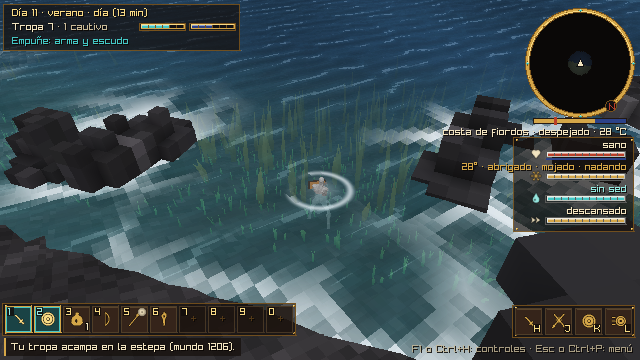 Día 11 · verano · día (13 min)
Tropa 7 · 1 cautivo
Empuñe: arma y escudo
N
costa de fiordos · despejado · 28 °C
sano
28° · abrigado · mojado · nadando
sin sed
descansado
1 2 3 1 4 5 6 7 8 9 0
H J K L
Tu tropa acampa en la estepa (mundo 1206).
F1 o Ctrl+H: controles · Esc o Ctrl+P: menú